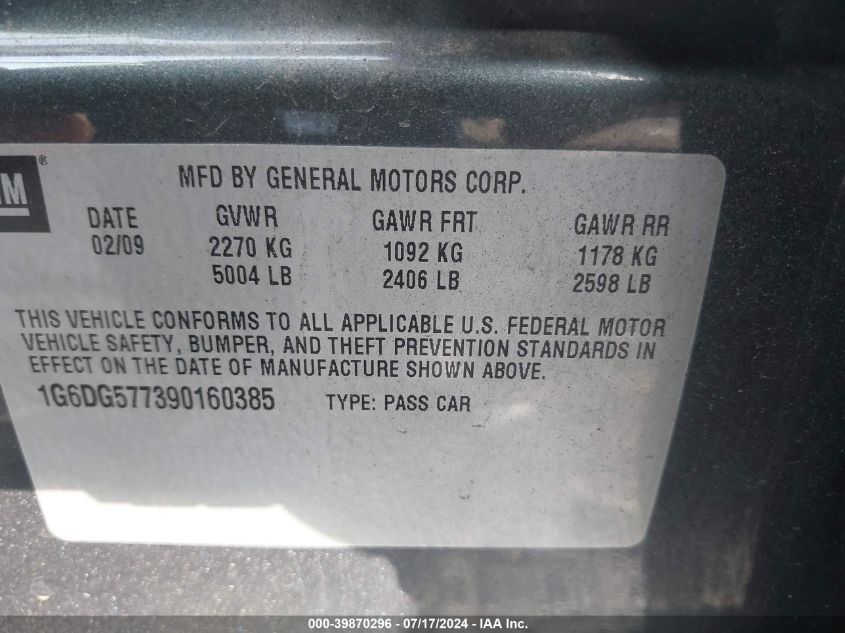 GM®
MFD BY GENERAL MOTORS CORP.
DATE GVWR GAWR FRT GAWR RR
02/09 2270 KG 1092 KG 1178 KG
5004 LB 2406 LB 2598 LB
THIS VEHICLE CONFORMS TO ALL APPLICABLE U.S. FEDERAL MOTOR
VEHICLE SAFETY, BUMPER, AND THEFT PREVENTION STANDARDS IN
EFFECT ON THE DATE OF MANUFACTURE SHOWN ABOVE.
1G6DG577390160385 TYPE: PASS CAR
000-39870296 - 07/17/2024 - IAA Inc.